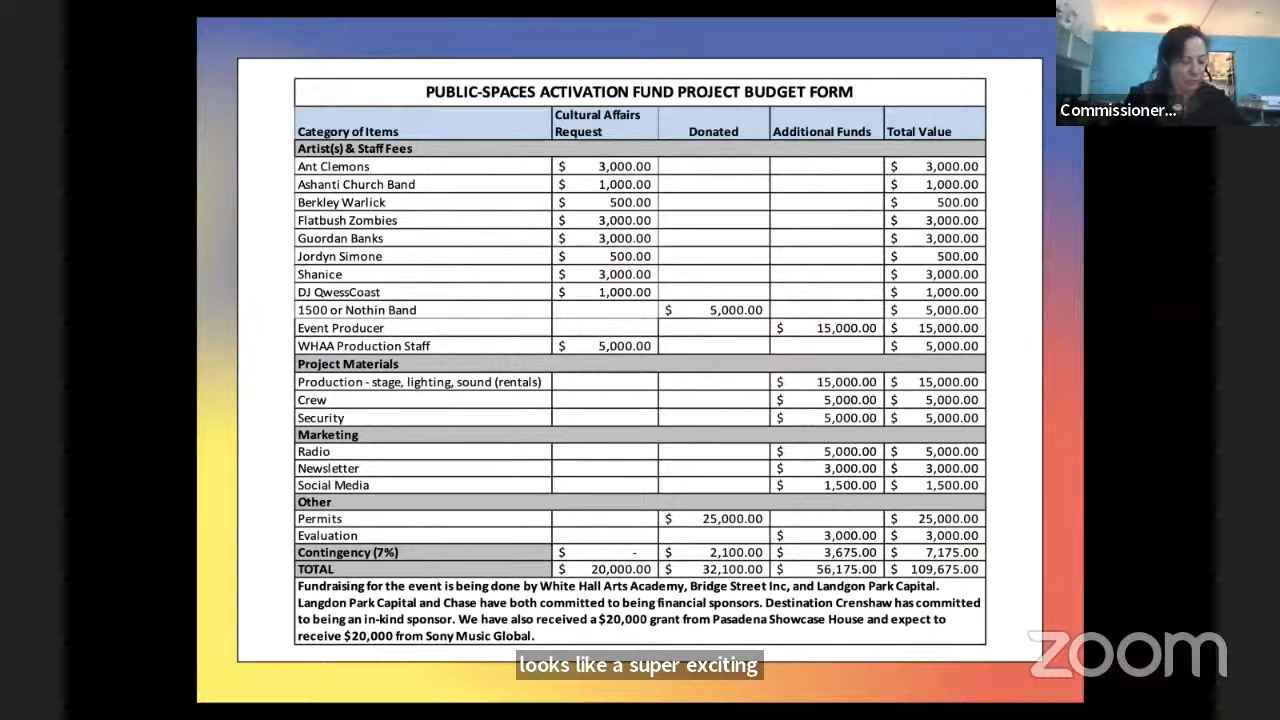 PUBLIC-SPACES ACTIVATION FUND PROJECT BUDGET FORM
Category of Items Cultural Affairs Request Donated Additional Funds Total Value
Artist(s) & Staff Fees
Ant Clemons $ 3,000.00 $ 3,000.00
Ashanti Church Band $ 1,000.00 $ 1,000.00
Berkley Warlick $ 500.00 $ 500.00
Flatbush Zombies $ 3,000.00 $ 3,000.00
Guordan Banks $ 3,000.00 $ 3,000.00
Jordyn Simone $ 500.00 $ 500.00
Shanice $ 3,000.00 $ 3,000.00
DJ QwessCoast $ 1,000.00 $ 1,000.00
1500 or Nothin Band $ 5,000.00 $ 5,000.00
Event Producer $ 15,000.00 $ 15,000.00
WHAA Production Staff $ 5,000.00 $ 5,000.00
Project Materials
Production - stage, lighting, sound (rentals) $ 15,000.00 $ 15,000.00
Crew $ 5,000.00 $ 5,000.00
Security $ 5,000.00 $ 5,000.00
Marketing
Radio $ 5,000.00 $ 5,000.00
Newsletter $ 3,000.00 $ 3,000.00
Social Media $ 1,500.00 $ 1,500.00
Other
Permits $ 25,000.00 $ 25,000.00
Evaluation $ 3,000.00 $ 3,000.00
Contingency (7%) $ - $ 2,100.00 $ 3,675.00 $ 7,175.00
TOTAL $ 20,000.00 $ 32,100.00 $ 56,175.00 $ 109,675.00
Fundraising for the event is being done by White Hall Arts Academy, Bridge Street Inc, and Landgon Park Capital.
Langdon Park Capital and Chase have both committed to being financial sponsors. Destination Crenshaw has committed
to being an in-kind sponsor. We have also received a $20,000 grant from Pasadena Showcase House and expect to
receive $20,000 from Sony Music Global.
looks like a super exciting
Commissioner...
zoom